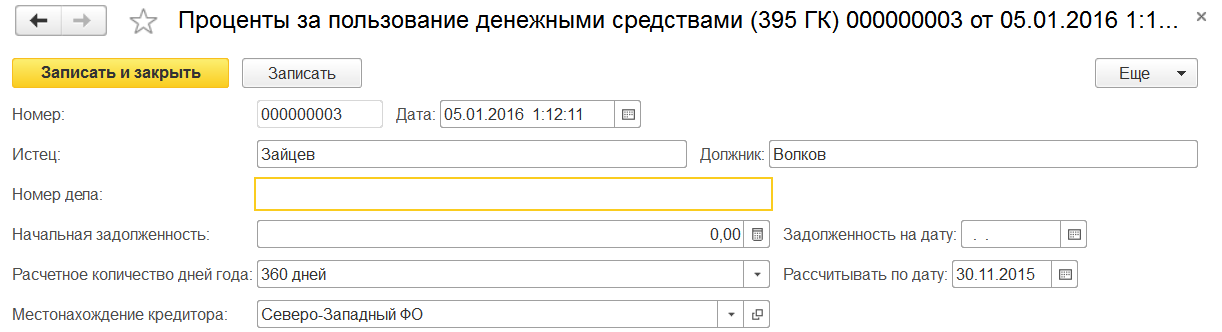 Проценты за пользование денежными средствами (395 ГК) 000000003 от 05.01.2016 1:1...
Записать и закрыть Записать Еще
Номер: 000000003 Дата: 05.01.2016 1:12:11
Истец: Зайцев Должник: Волков
Номер дела:
Начальная задолженность: 0,00 Задолженность на дату: . .
Расчетное количество дней года: 360 дней Рассчитывать по дату: 30.11.2015
Местонахождение кредитора: Северо-Западный ФО